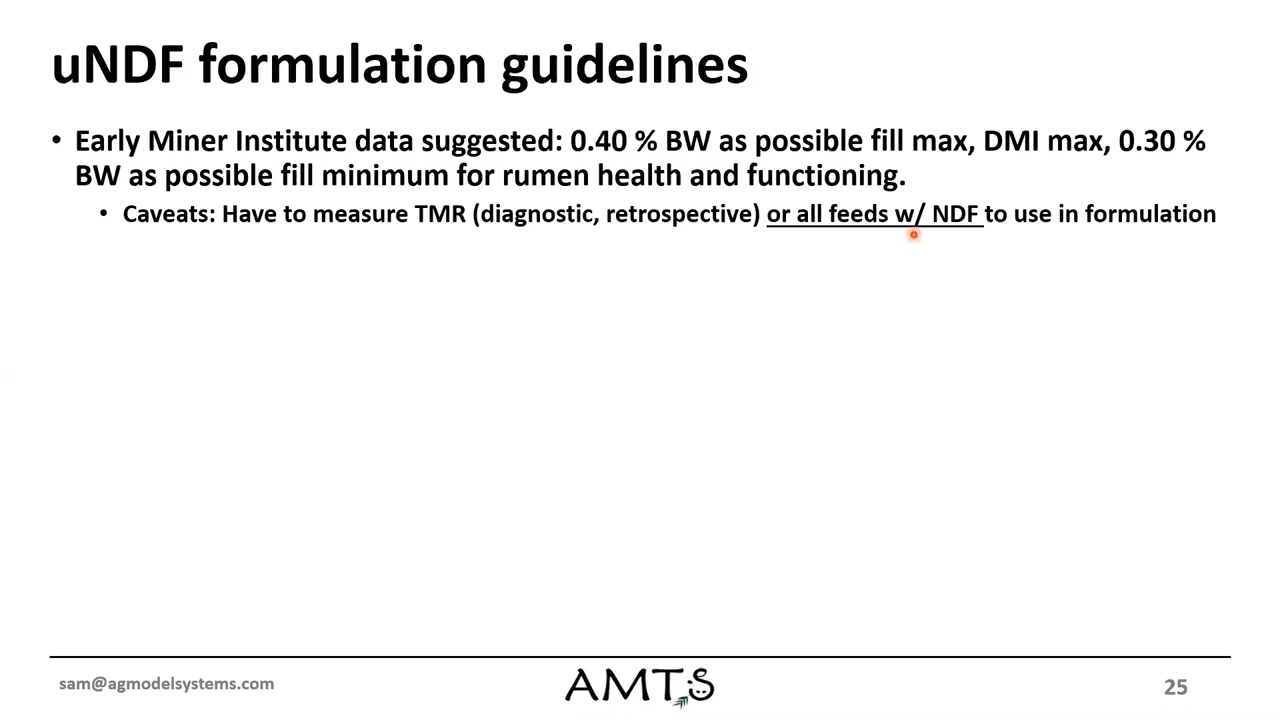 uNDF formulation guidelines
• Early Miner Institute data suggested: 0.40 % BW as possible fill max, DMI max, 0.30 %
BW as possible fill minimum for rumen health and functioning.
• Caveats: Have to measure TMR (diagnostic, retrospective) or all feeds w/ NDF to use in formulation
sam@agmodelsystems.com
AMTS
25